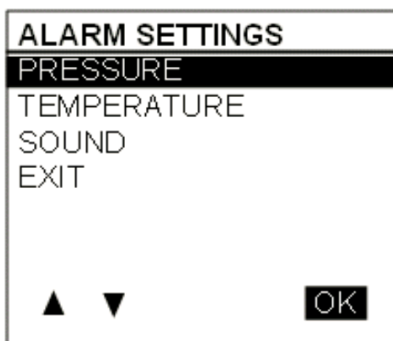 ALARM SETTINGS
PRESSURE
TEMPERATURE
SOUND
EXIT
▲ ▼ OK